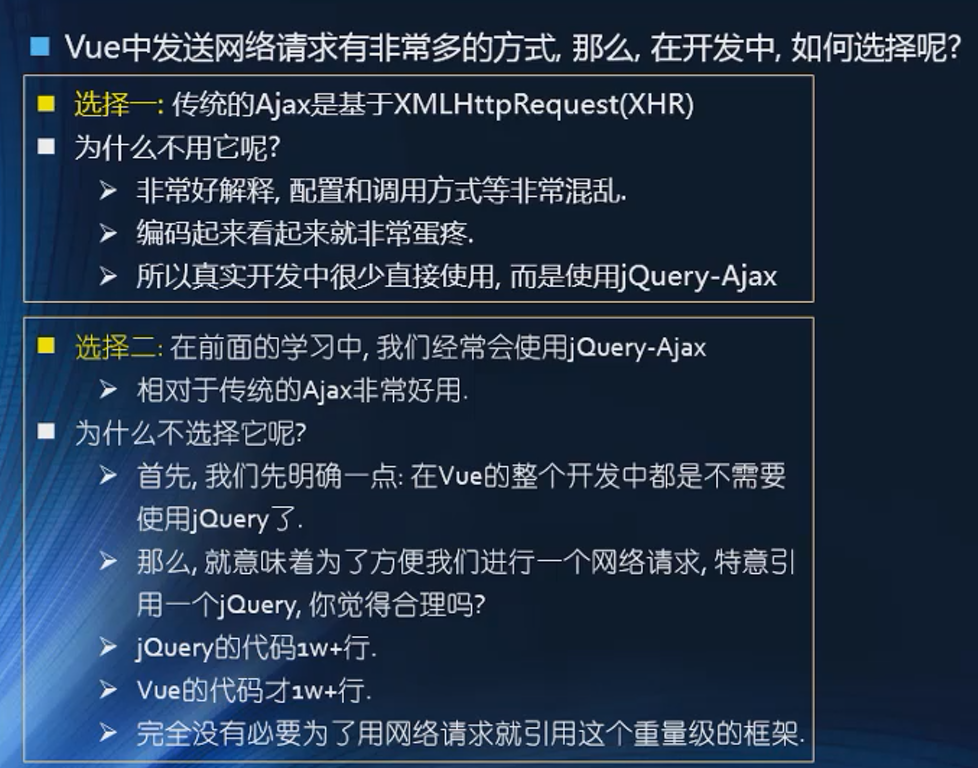 Vue中发送网络请求有非常多的方式, 那么, 在开发中, 如何选择呢?
选择一: 传统的Ajax是基于XMLHttpRequest(XHR)
为什么不用它呢?
非常好解释, 配置和调用方式等非常混乱.
编码起来看起来就非常蛋疼.
所以真实开发中很少直接使用, 而是使用jQuery-Ajax
选择二: 在前面的学习中, 我们经常会使用jQuery-Ajax
相对于传统的Ajax非常好用.
为什么不选择它呢?
首先, 我们先明确一点: 在Vue的整个开发中都是不需要
使用jQuery了.
那么, 就意味着为了方便我们进行一个网络请求, 特意引
用一个jQuery, 你觉得合理吗?
jQuery的代码1w+行.
Vue的代码才1w+行.
完全没有必要为了用网络请求就引用这个重量级的框架.